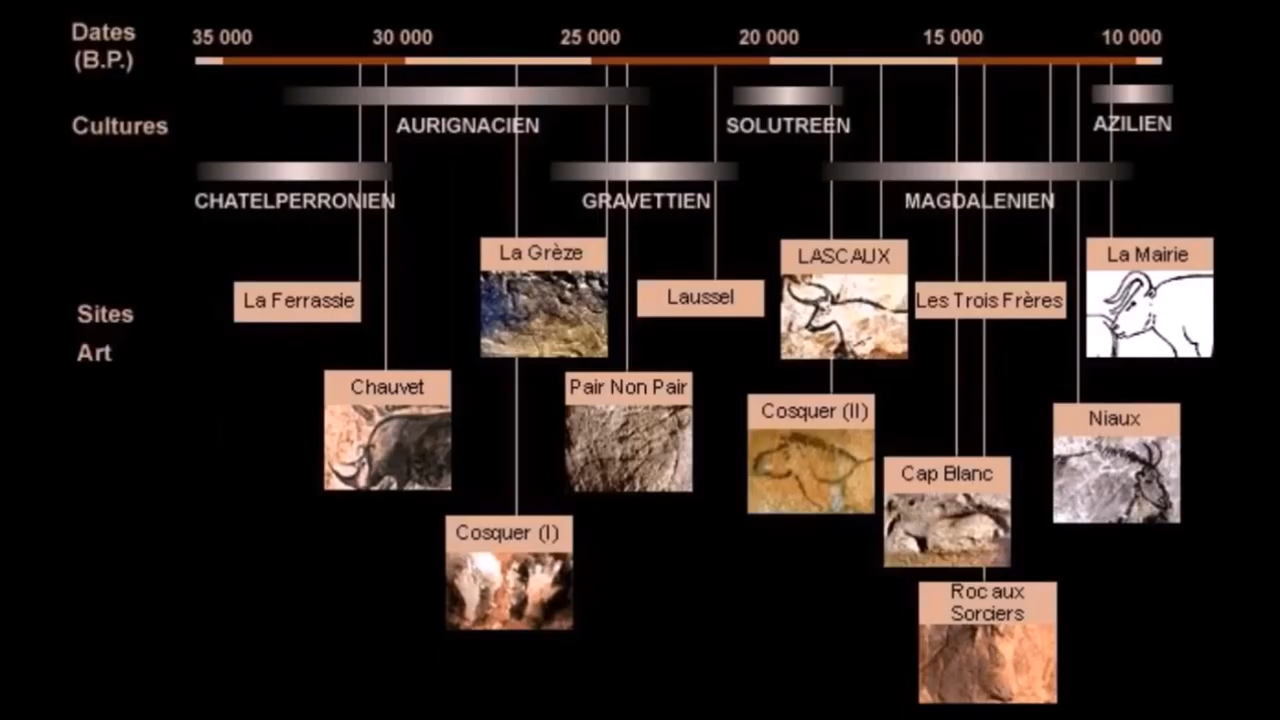 Dates
(B.P.)
35 000 30 000 25 000 20 000 15 000 10 000
Cultures
AURIGNACIEN SOLUTREEN AZILIEN
CHATELPERRONIEN GRAVETTIEN MAGDALENIEN
Sites
Art
La Ferrassie
Chauvet
La Grèze
Cosquer (I)
Pair Non Pair
Laussel
LASCAUX
Cosquer (II)
Les Trois Frères
Cap Blanc
Roc aux
Sorciers
La Mairie
Niaux